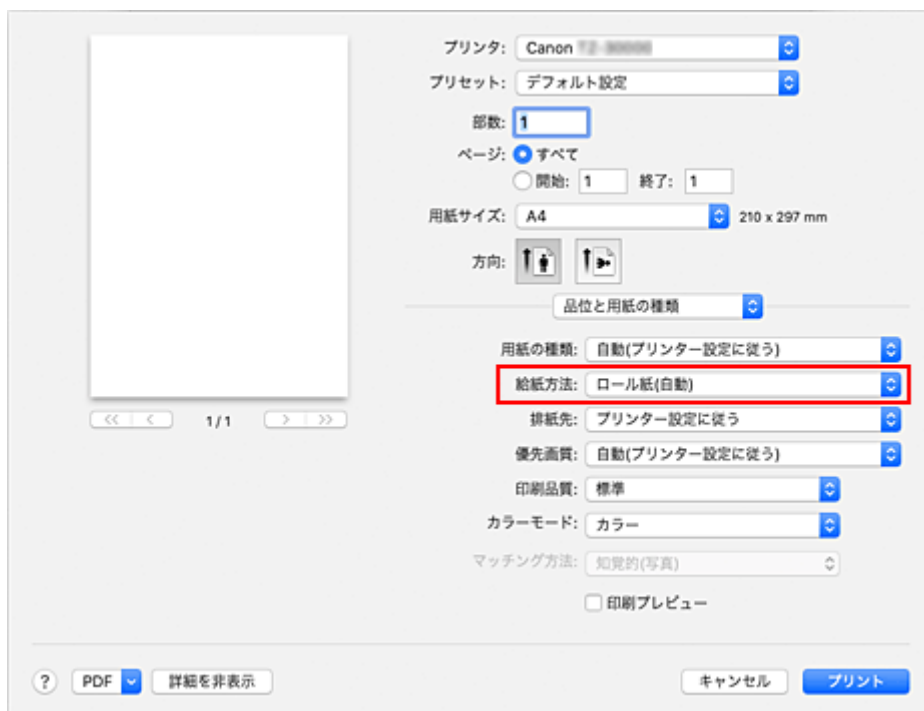 プリンタ: Canon
プリセット: デフォルト設定
部数: 1
ページ: すべて
開始: 1 終了: 1
用紙サイズ: A4 210 x 297 mm
方向:
品位と用紙の種類
用紙の種類: 自動(プリンター設定に従う)
給紙方法: ロール紙(自動)
排紙先: プリンター設定に従う
優先画質: 自動(プリンター設定に従う)
印刷品質: 標準
カラーモード: カラー
マッチング方法: 知覚的(写真)
印刷プレビュー
<< < 1/1 > >>
? PDF 詳細を非表示 キャンセル プリント